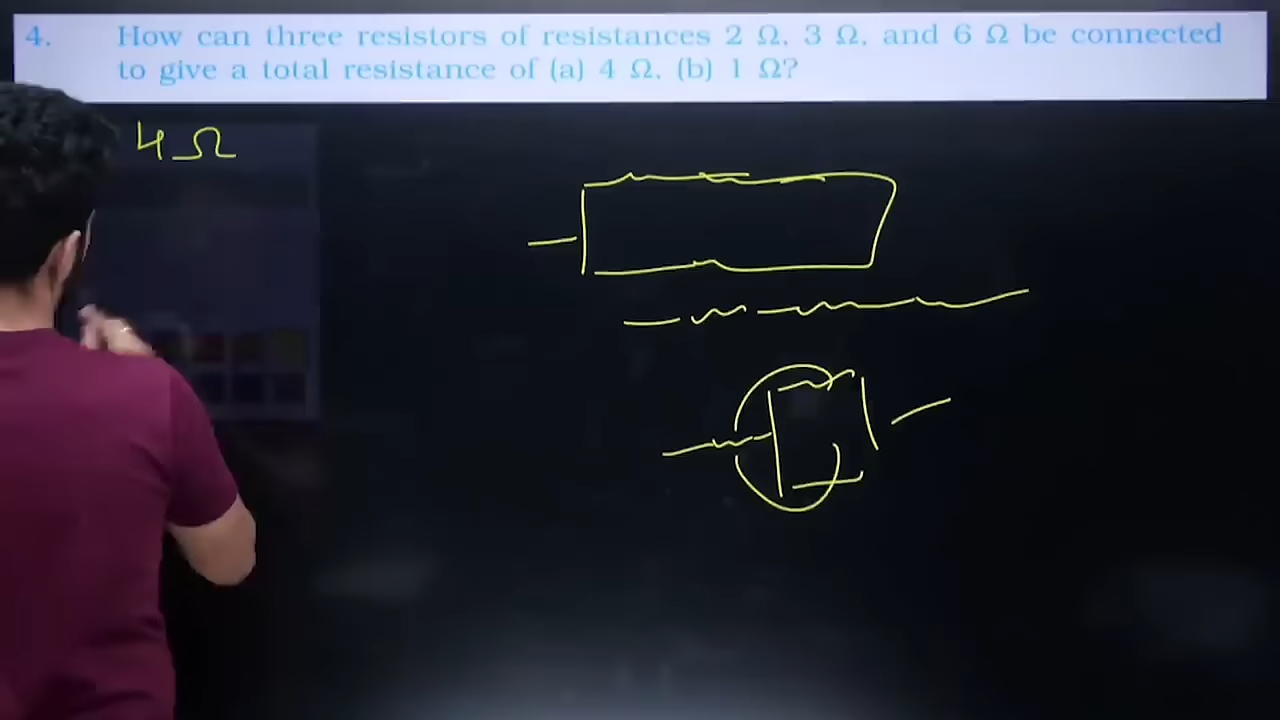 4. How can three resistors of resistances 2 Ω, 3 Ω, and 6 Ω be connected
to give a total resistance of (a) 4 Ω, (b) 1 Ω?
4 Ω